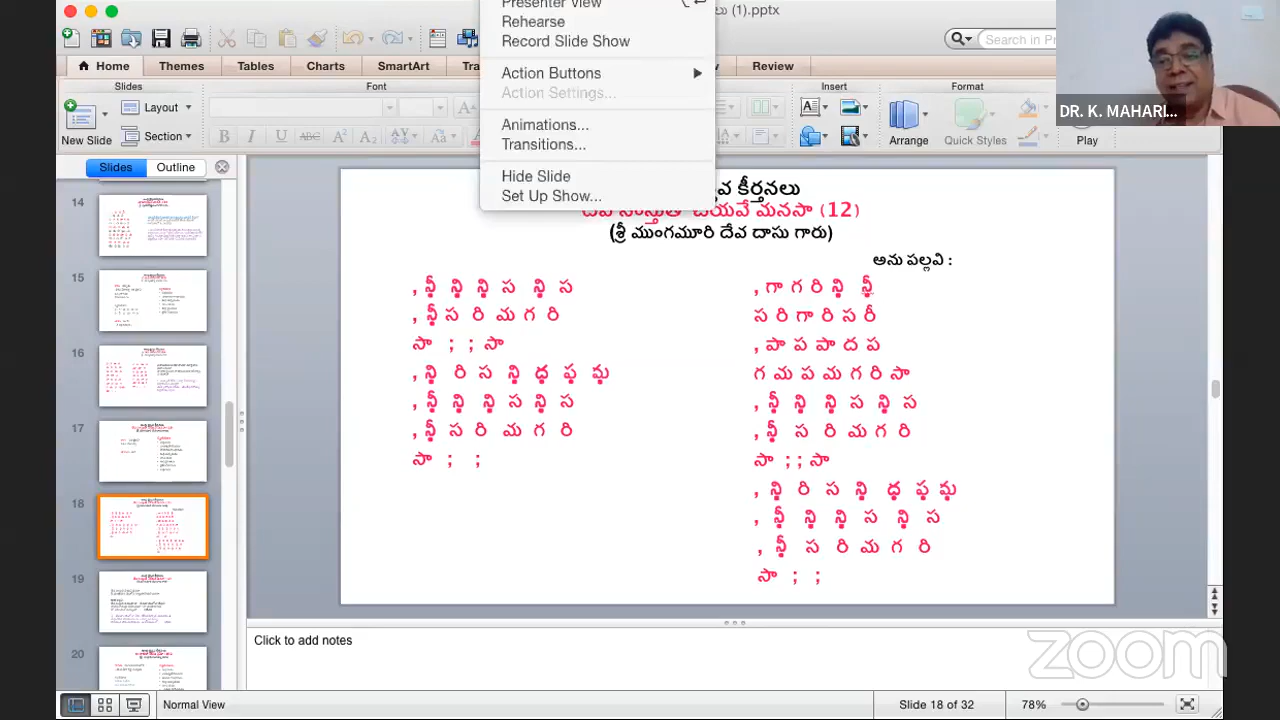 Presenter View
Rehearse
Record Slide Show
Action Buttons
Action Settings...
Animations...
Transitions...
Hide Slide
Set Up Show...
(1).pptx
Search in Pr
DR. K. MAHARI...
Home
Themes
Tables
Charts
SmartArt
Tra
Review
Slides
Font
Insert
Format
New Slide
Layout
Section
Arrange
Quick Styles
Play
Slides
Outline
14
15
16
17
18
19
20
కీర్తనలు
మనసా (12)
(శ్రీ ముంగమూరి దేవ దాసు గారు)
, నీ ని ని స ని స
, నీ స రి మ గ రి
సా ; ; సా
, ని రి స ని ధ ప మ
, నీ ని ని స ని స
, నీ స రి మ గ రి
సా ; ;
అను పల్లవి :
, గా గ రి ని నీ
స రి గా రి స రీ
, పా ప పా ద ప
గ మ ప మ గ రి సా
, నీ ని ని స ని స
, నీ స రి మ గ రి
సా ; ; సా
, ని రి స ని ధ ప మ
, నీ ని ని స ని స
, నీ స రి మ గ రి
సా ; ;
Click to add notes
zoom
Normal View
Slide 18 of 32
78%